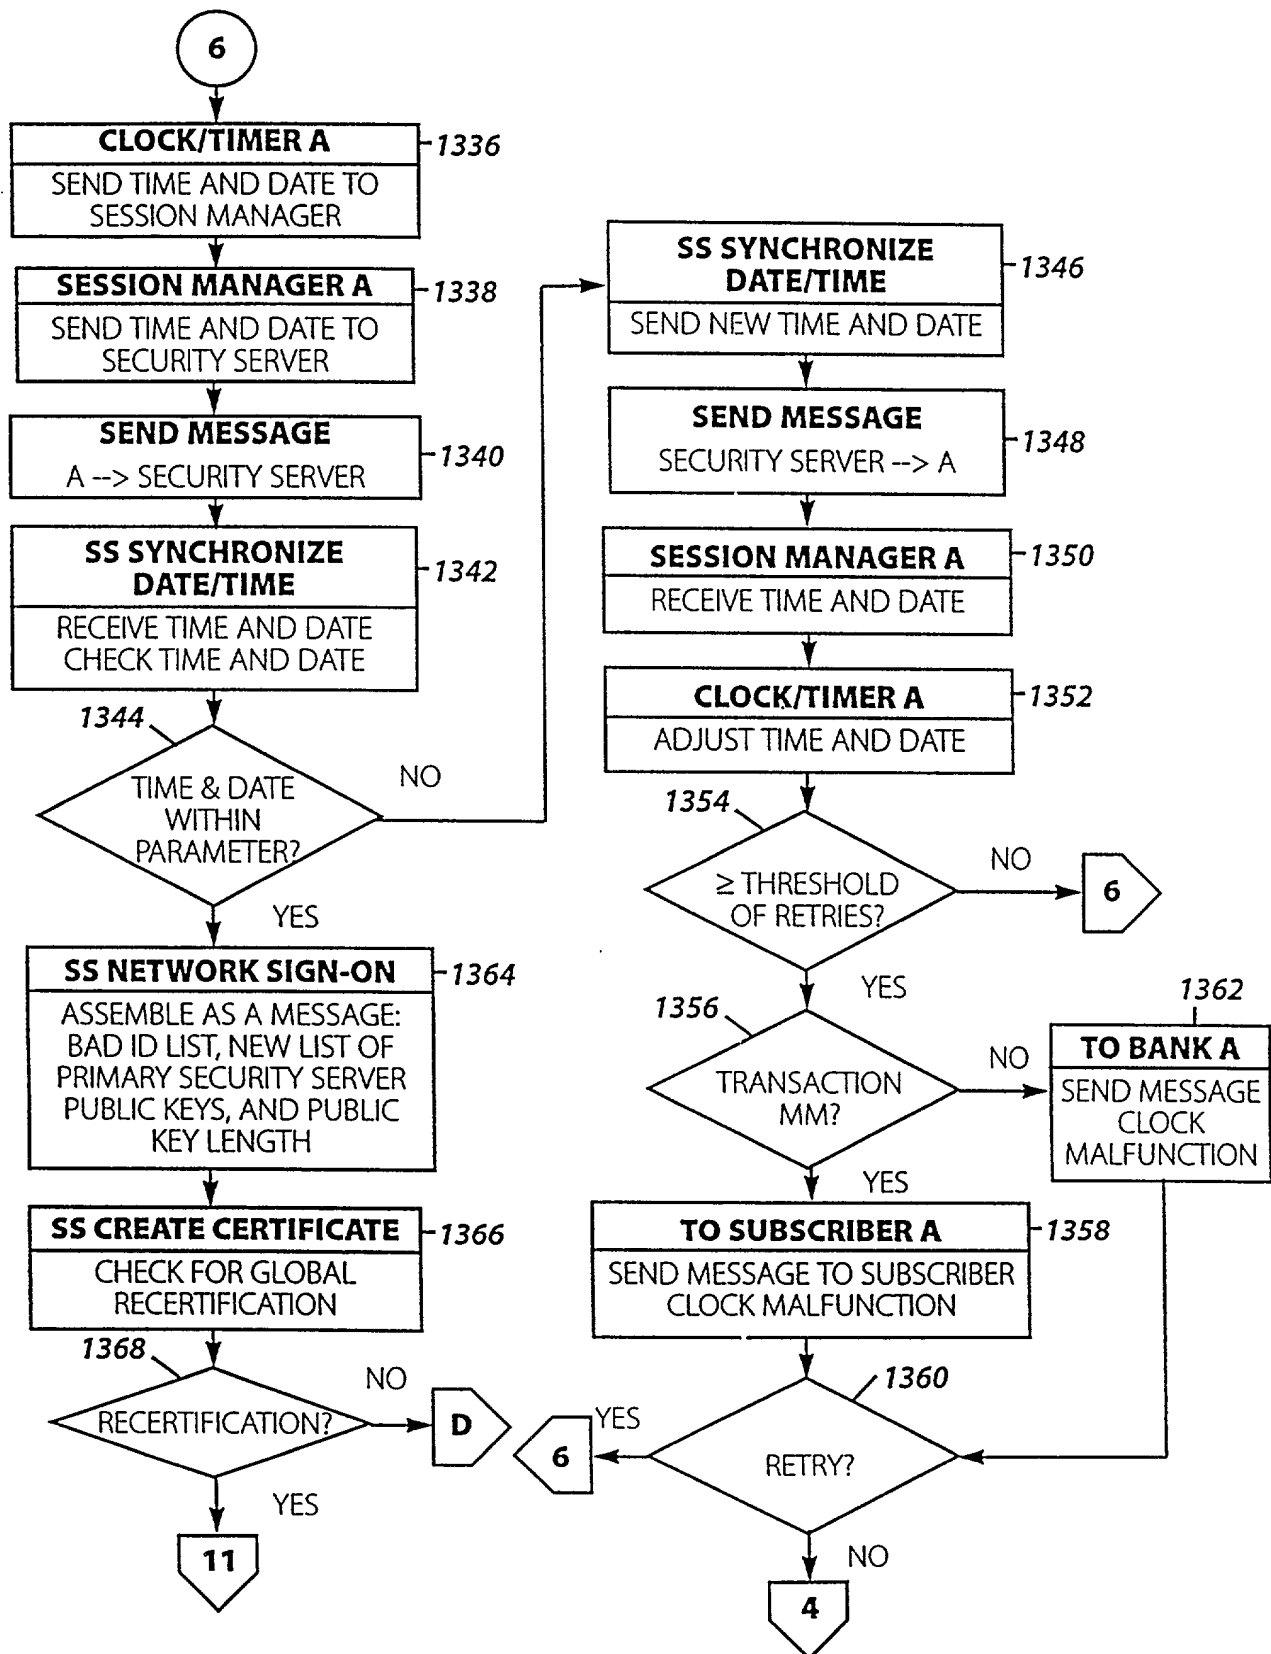 6
CLOCK/TIMER A
1336
SEND TIME AND DATE TO
SESSION MANAGER
SESSION MANAGER A
1338
SEND TIME AND DATE TO
SECURITY SERVER
SEND MESSAGE
1340
A --> SECURITY SERVER
SS SYNCHRONIZE
DATE/TIME
1342
RECEIVE TIME AND DATE
CHECK TIME AND DATE
1344
TIME & DATE
WITHIN
PARAMETER?
NO
YES
SS NETWORK SIGN-ON
1364
ASSEMBLE AS A MESSAGE:
BAD ID LIST, NEW LIST OF
PRIMARY SECURITY SERVER
PUBLIC KEYS, AND PUBLIC
KEY LENGTH
SS CREATE CERTIFICATE
1366
CHECK FOR GLOBAL
RECERTIFICATION
1368
RECERTIFICATION?
NO
D
YES
11
SS SYNCHRONIZE
DATE/TIME
1346
SEND NEW TIME AND DATE
SEND MESSAGE
1348
SECURITY SERVER --> A
SESSION MANAGER A
1350
RECEIVE TIME AND DATE
CLOCK/TIMER A
1352
ADJUST TIME AND DATE
1354
≥ THRESHOLD
OF RETRIES?
NO
6
YES
1356
TRANSACTION
MM?
NO
1362
TO BANK A
SEND MESSAGE
CLOCK
MALFUNCTION
YES
TO SUBSCRIBER A
1358
SEND MESSAGE TO SUBSCRIBER
CLOCK MALFUNCTION
1360
RETRY?
YES
6
NO
4